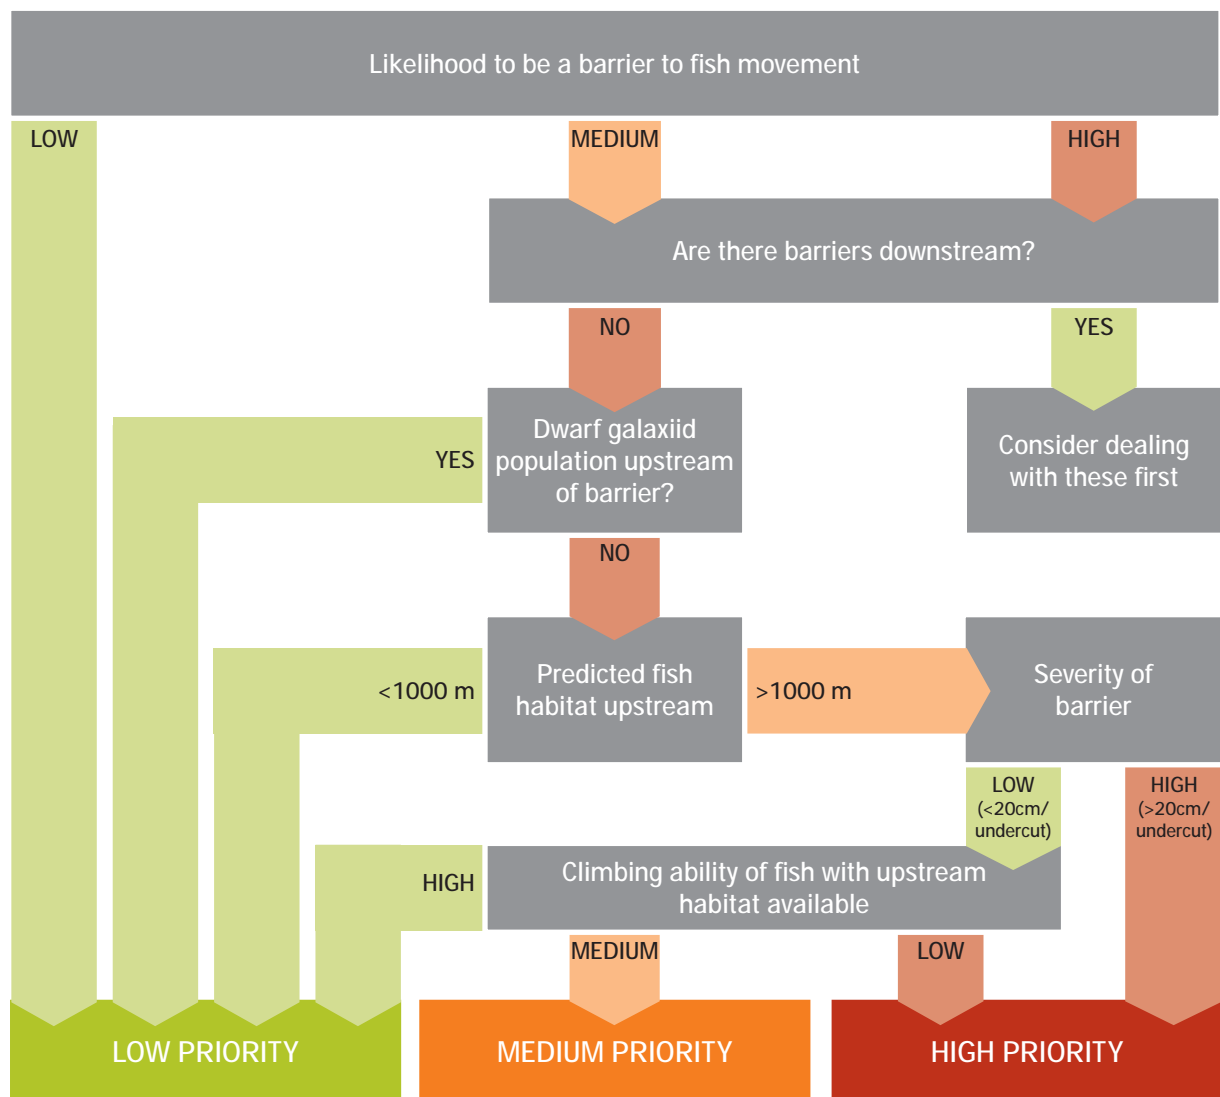 Likelihood to be a barrier to fish movement
LOW
MEDIUM
HIGH
Are there barriers downstream?
NO
YES
Dwarf galaxiid
population upstream
of barrier?
YES
Consider dealing
with these first
NO
Predicted fish
habitat upstream
<1000 m
>1000 m
Severity of
barrier
LOW
(<20cm/
undercut)
HIGH
(>20cm/
undercut)
Climbing ability of fish with upstream
habitat available
HIGH
MEDIUM
LOW
LOW PRIORITY
MEDIUM PRIORITY
HIGH PRIORITY